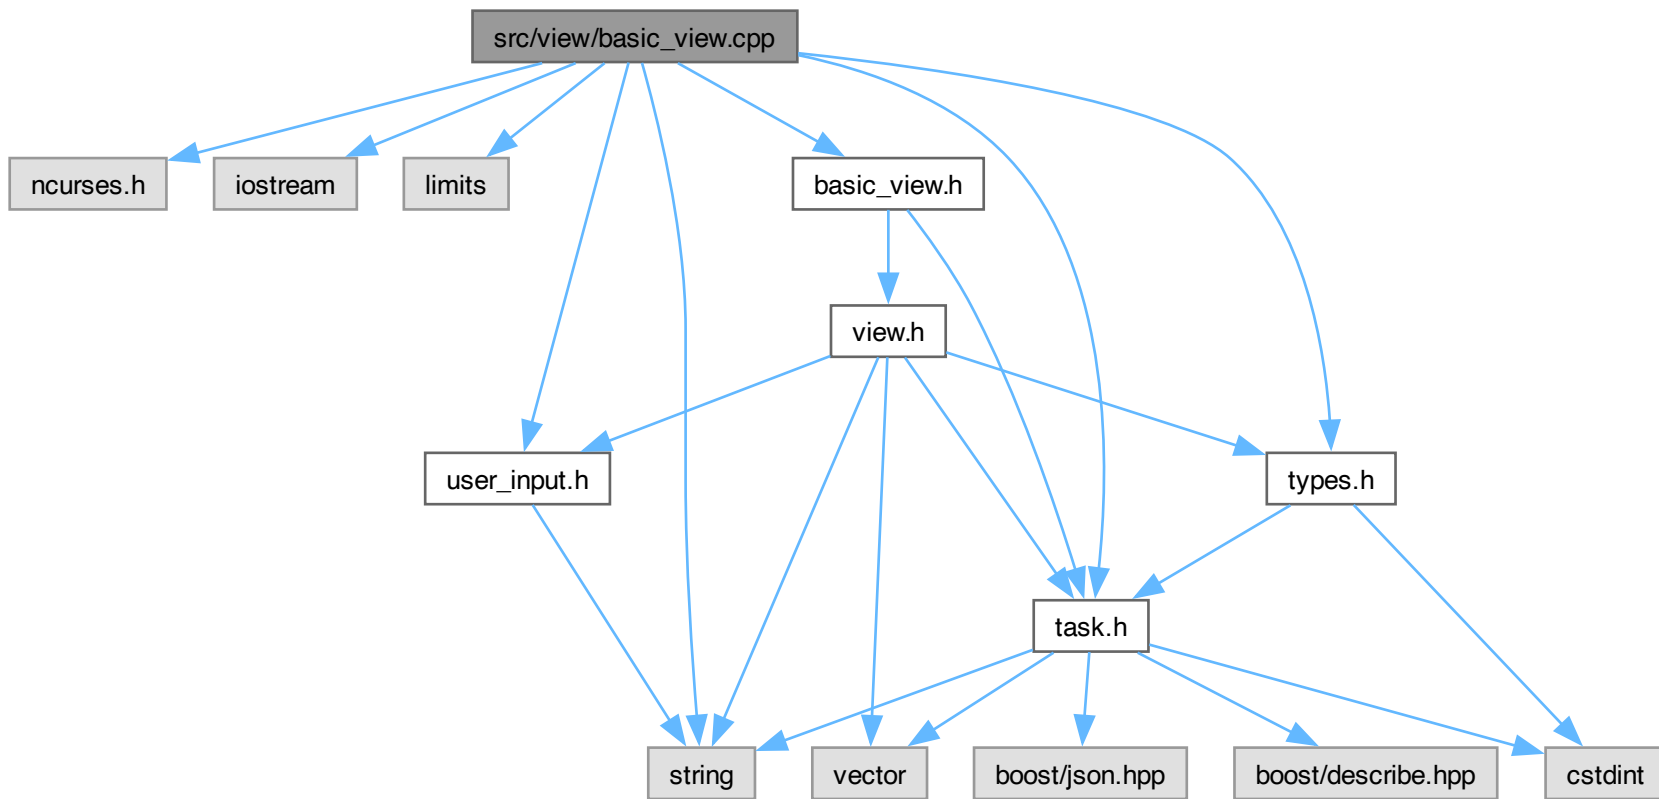 src/view/basic_view.cpp
ncurses.h
iostream
limits
basic_view.h
view.h
user_input.h
types.h
task.h
string
vector
boost/json.hpp
boost/describe.hpp
cstdint